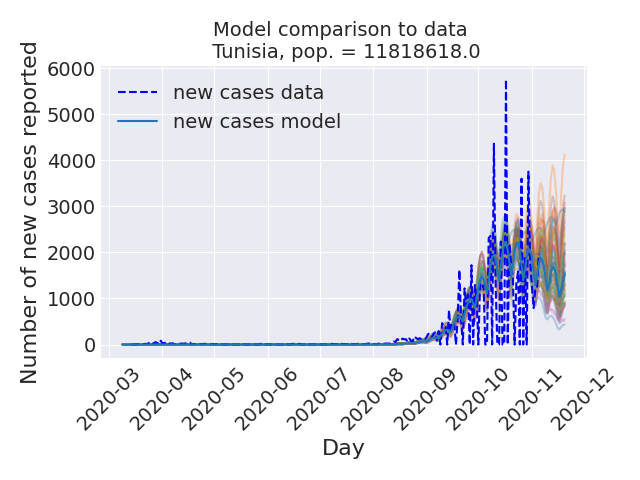 Model comparison to data
Tunisia, pop. = 11818618.0
Number of new cases reported
6000
5000
4000
3000
2000
1000
0
new cases data
new cases model
2020-03
2020-04
2020-05
2020-06
2020-07
2020-08
2020-09
2020-10
2020-11
2020-12
Day